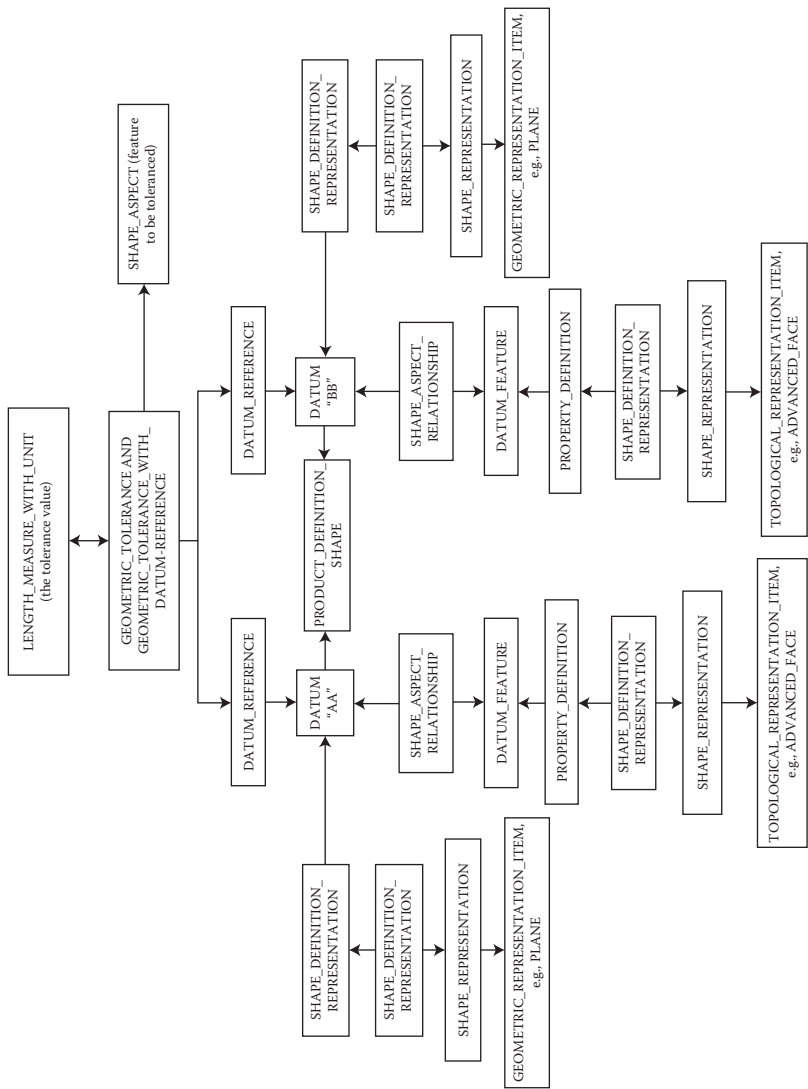 LENGTH_MEASURE_WITH_UNIT
(the tolerance value)
GEOMETRIC_TOLERANCE AND
GEOMETRIC_TOLERANCE_WITH_
DATUM-REFERENCE
SHAPE_ASPECT (feature
to be toleranced)
DATUM_REFERENCE
DATUM_REFERENCE
SHAPE_DEFINITION_
REPRESENTATION
DATUM
“AA”
PRODUCT_DEFINITION_
SHAPE
DATUM
“BB”
SHAPE_DEFINITION_
REPRESENTATION
SHAPE_DEFINITION_
REPRESENTATION
SHAPE_ASPECT_
RELATIONSHIP
SHAPE_ASPECT_
RELATIONSHIP
SHAPE_DEFINITION_
REPRESENTATION
SHAPE_REPRESENTATION
DATUM_FEATURE
DATUM_FEATURE
SHAPE_REPRESENTATION
GEOMETRIC_REPRESENTATION_ITEM,
e.g., PLANE
PROPERTY_DEFINITION
PROPERTY_DEFINITION
GEOMETRIC_REPRESENTATION_ITEM,
e.g., PLANE
SHAPE_DEFINITION_
REPRESENTATION
SHAPE_DEFINITION_
REPRESENTATION
SHAPE_REPRESENTATION
SHAPE_REPRESENTATION
TOPOLOGICAL_REPRESENTATION_ITEM,
e.g., ADVANCED_FACE
TOPOLOGICAL_REPRESENTATION_ITEM,
e.g., ADVANCED_FACE